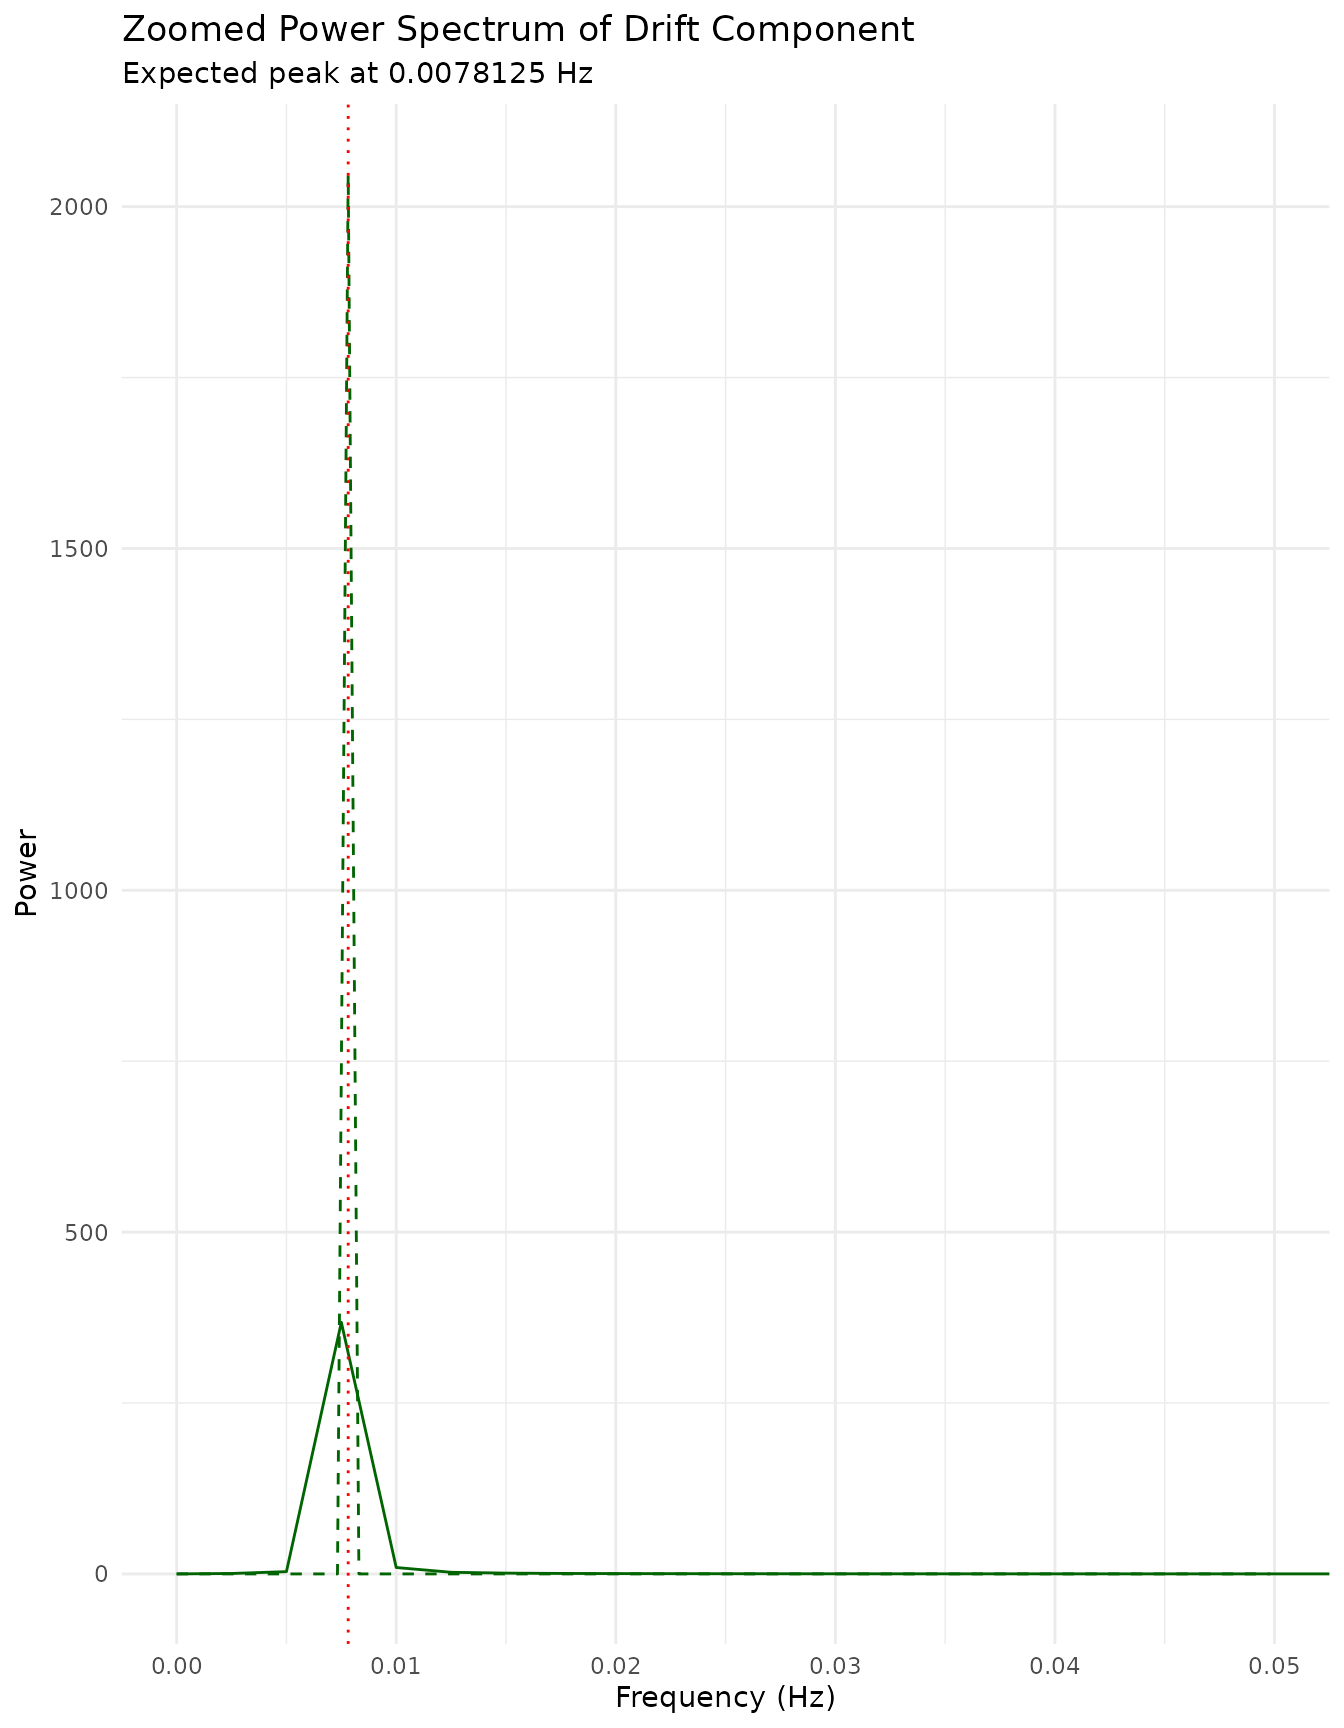 Zoomed Power Spectrum of Drift Component
Expected peak at 0.0078125 Hz
2000
1500
1000
500
0
Power
0.00 0.01 0.02 0.03 0.04 0.05
Frequency (Hz)